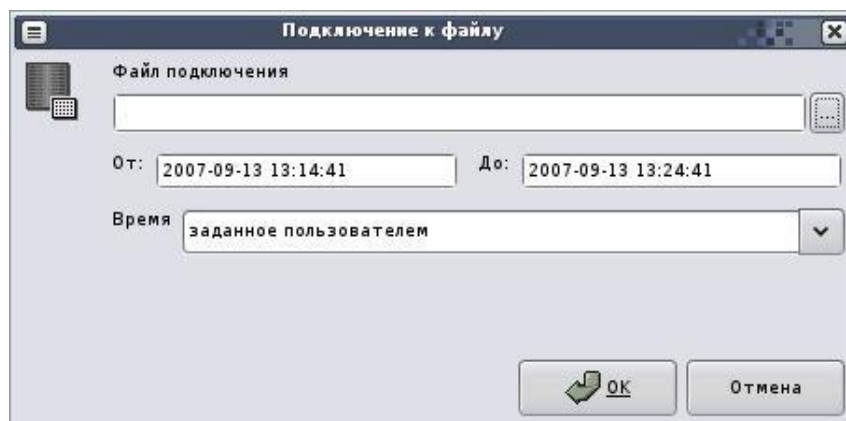 Подключение к файлу
Файл подключения
...
От: 2007-09-13 13:14:41 До: 2007-09-13 13:24:41
Время заданное пользователем
OK Отмена